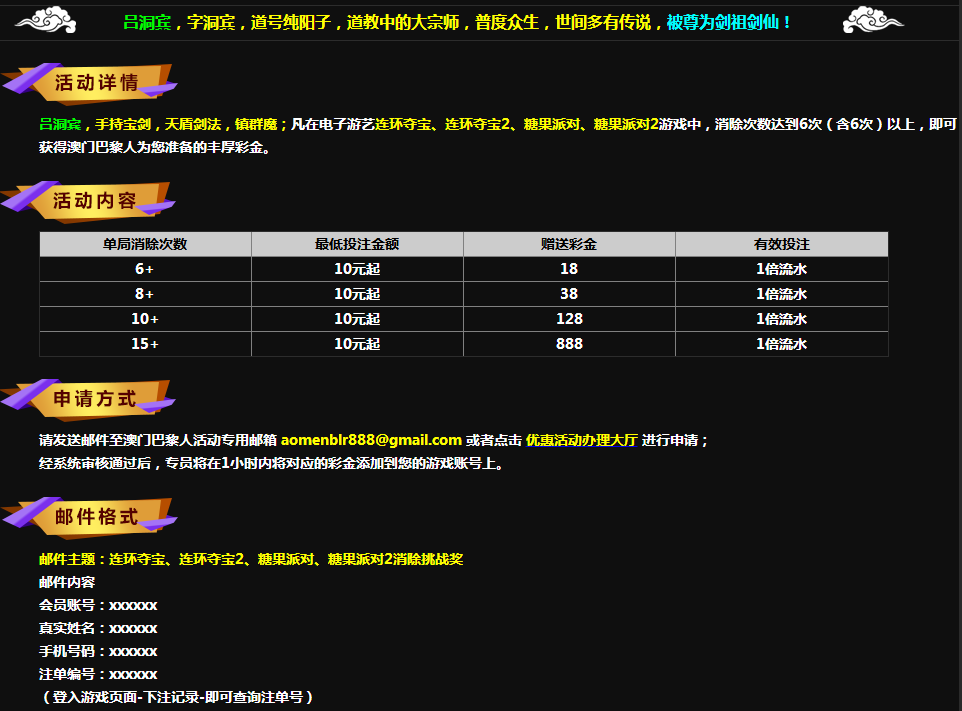 吕洞宾，字洞宾，道号纯阳子，道教中的大宗师，普度众生，世间多有传说，被尊为剑祖剑仙！
活动详情
吕洞宾，手持宝剑，天盾剑法，镇群魔；凡在电子游艺连环夺宝、连环夺宝2、糖果派对、糖果派对2游戏中，消除次数达到6次（含6次）以上，即可
获得澳门巴黎人为您准备的丰厚彩金。
活动内容
单局消除次数 最低投注金额 赠送彩金 有效投注
6+ 10元起 18 1倍流水
8+ 10元起 38 1倍流水
10+ 10元起 128 1倍流水
15+ 10元起 888 1倍流水
申请方式
请发送邮件至澳门巴黎人活动专用邮箱 aomenblr888@gmail.com 或者点击 优惠活动办理大厅 进行申请；
经系统审核通过后，专员将在1小时内将对应的彩金添加到您的游戏账号上。
邮件格式
邮件主题：连环夺宝、连环夺宝2、糖果派对、糖果派对2消除挑战奖
邮件内容
会员账号：xxxxxx
真实姓名：xxxxxx
手机号码：xxxxxx
注单编号：xxxxxx
（登入游戏页面-下注记录-即可查询注单号）